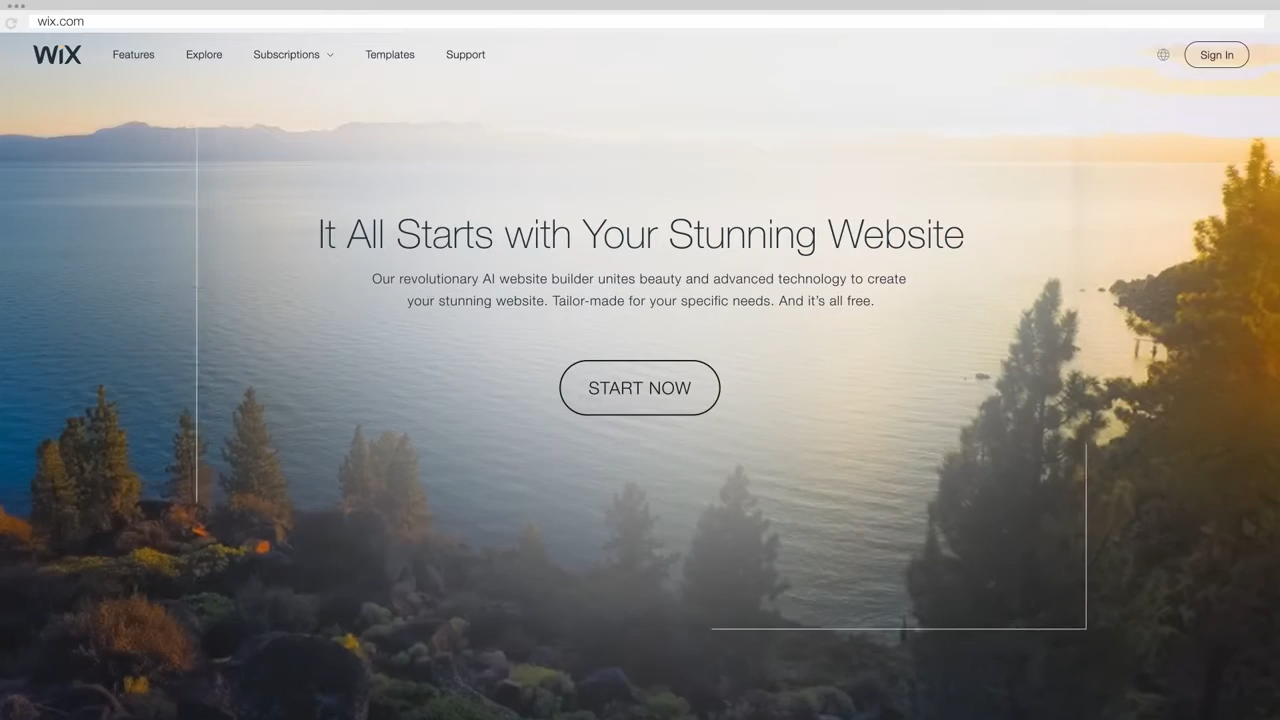 wix.com
WiX
Features
Explore
Subscriptions
Templates
Support
Sign In
It All Starts with Your Stunning Website
Our revolutionary AI website builder unites beauty and advanced technology to create
your stunning website. Tailor-made for your specific needs. And it’s all free.
START NOW